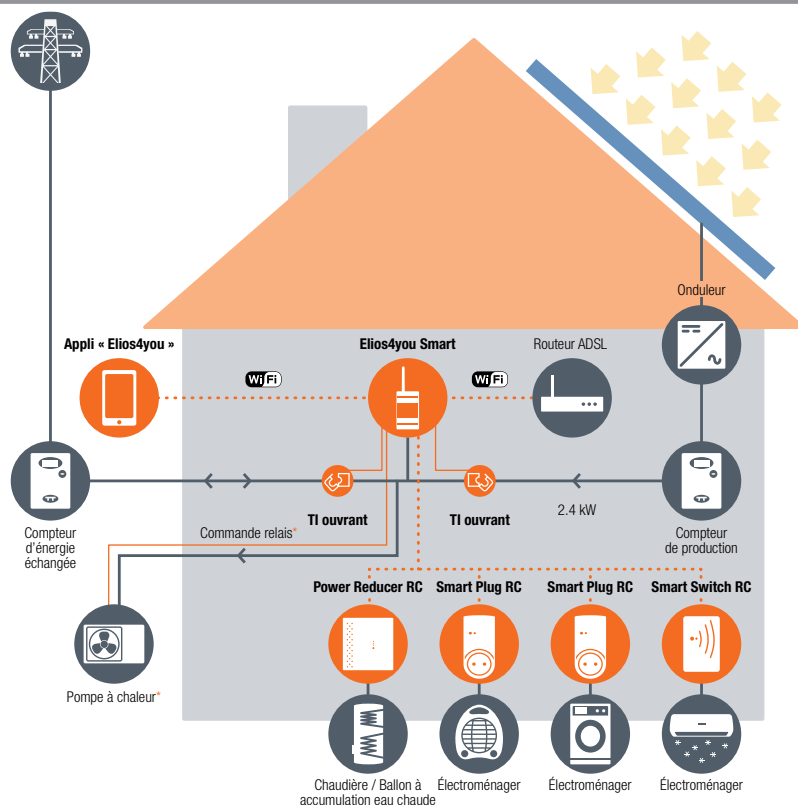 Onduleur
Appli « Elios4you »
Elios4you Smart
Routeur ADSL
WiFi
WiFi
TI ouvrant
TI ouvrant
2.4 kW
Compteur
d'énergie
échangée
Commande relais*
Compteur
de production
Power Reducer RC
Smart Plug RC
Smart Plug RC
Smart Switch RC
Pompe à chaleur*
Chaudière / Ballon à
accumulation eau chaude
Électroménager
Électroménager
Électroménager